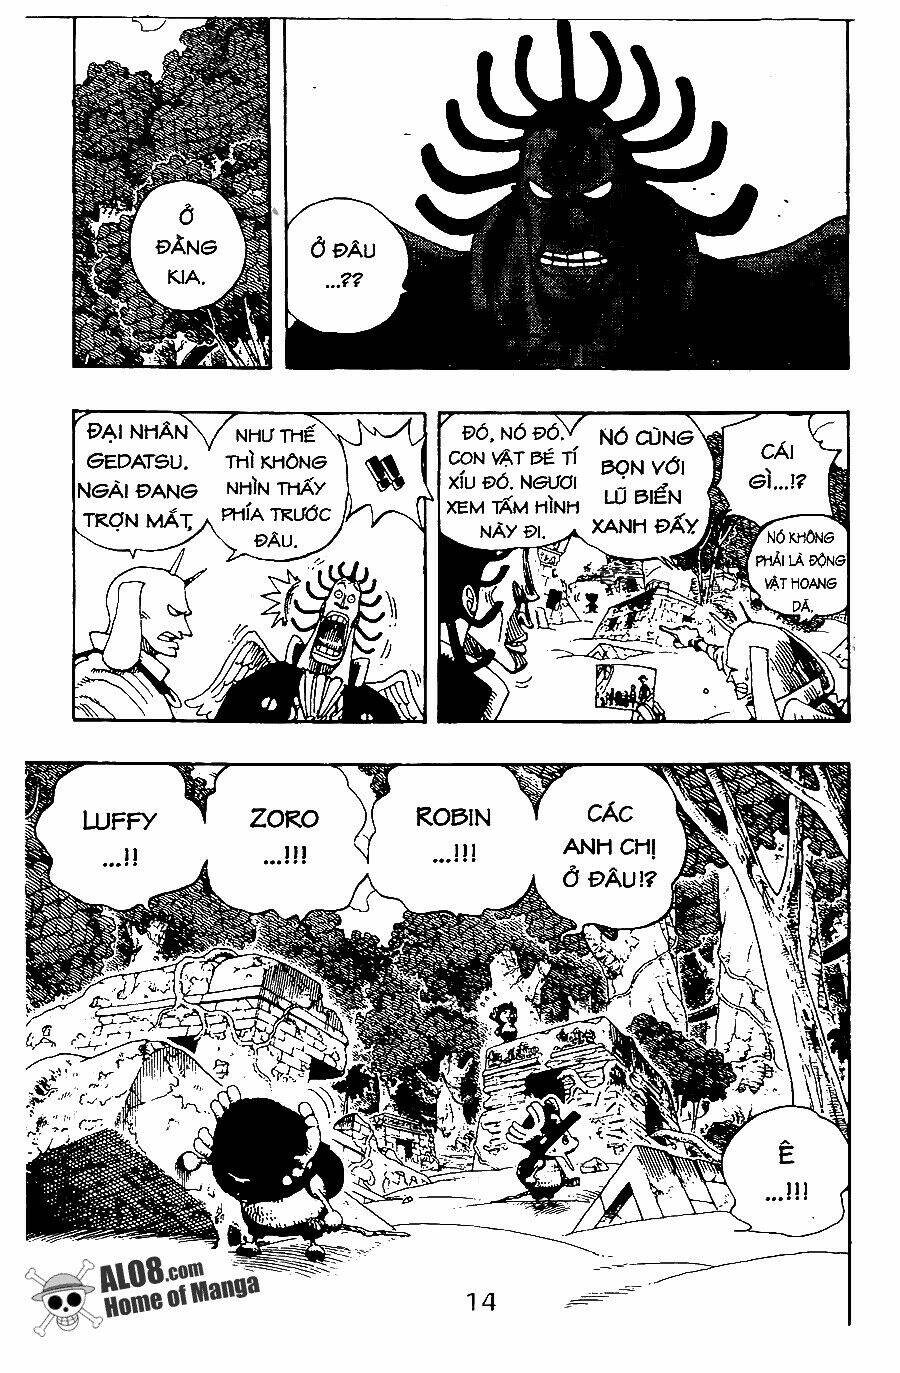 Ở ĐÂU
...??
Ở
ĐẰNG
KIA.
CÁI
GÌ...!?
NÓ KHÔNG
PHẢI LÀ ĐỘNG
VẬT HOANG
DÃ.
NÓ CÙNG
BỌN VỚI
LŨ BIỂN
XANH ĐẤY.
ĐÓ, NÓ ĐÓ.
CON VẬT BÉ TÍ
XÍU ĐÓ. NGƯƠI
XEM TẤM HÌNH
NÀY ĐI.
!!
NHƯ THẾ
THÌ KHÔNG
NHÌN THẤY
PHÍA TRƯỚC
ĐÂU.
ĐẠI NHÂN
GEDATSU.
NGÀI ĐANG
TRỢN MẮT.
CÁC
ANH CHỊ
Ở ĐÂU!?
ROBIN
...!!!
ZORO
...!!!
LUFFY
...!!
Ê
...!!!
AL08.com
Home of Manga
14